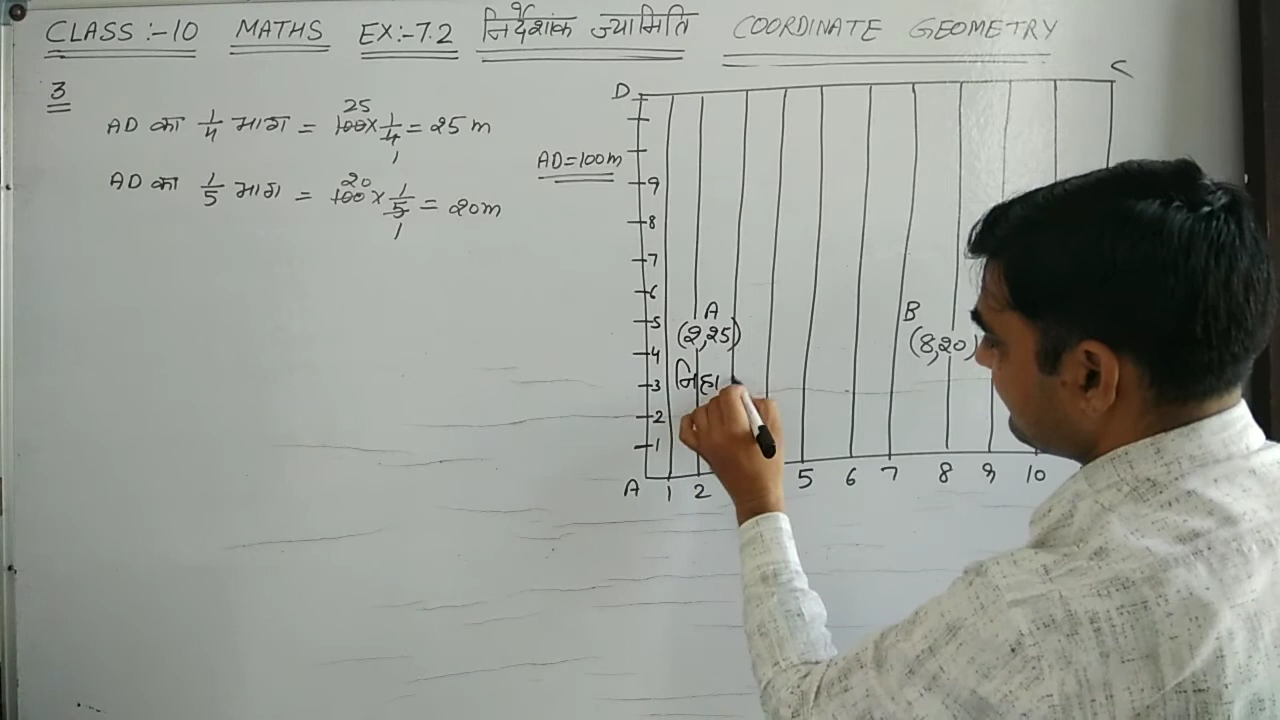 CLASS :-10 MATHS EX:-7.2 निर्देशांक ज्यामिति COORDINATE GEOMETRY
3
AD का 1/4 भाग = 100 × 1/4 = 25 m
25
1
AD का 1/5 भाग = 100 × 1/5 = 20m
20
1
D
C
AD=100m
9
8
7
6
5
4
3
2
1
A
(2,25)
निहा
B
(8,20)
A 1 2 5 6 7 8 9 10